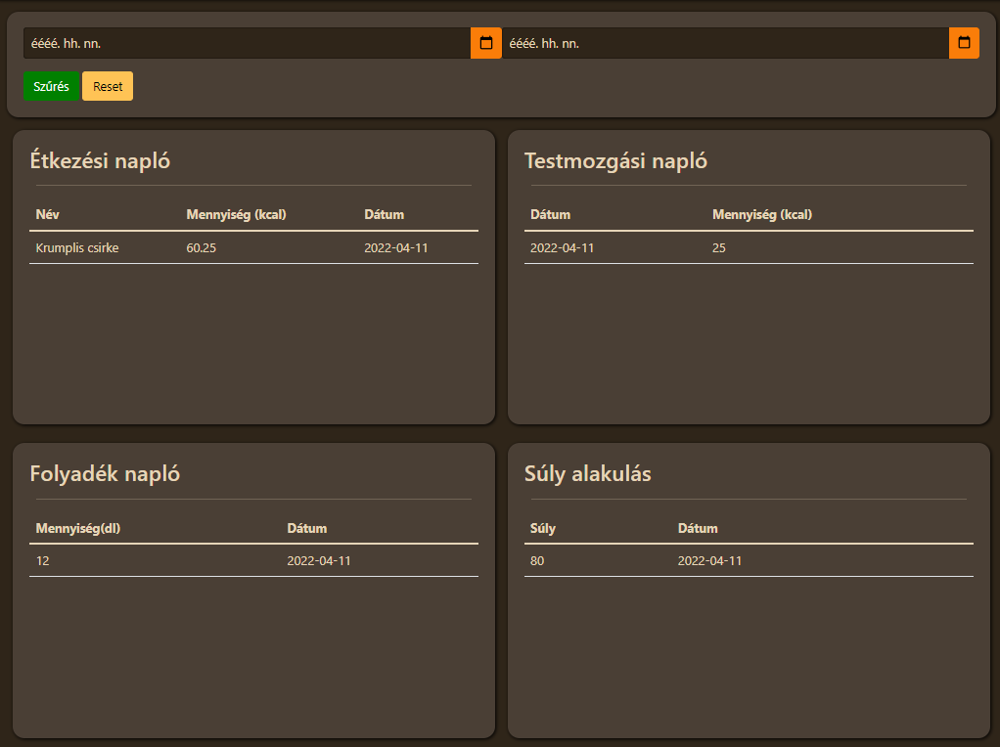 éééé. hh. nn. éééé. hh. nn.
Szűrés Reset
Étkezési napló
Név Mennyiség (kcal) Dátum
Krumplis csirke 60.25 2022-04-11
Testmozgási napló
Dátum Mennyiség (kcal)
2022-04-11 25
Folyadék napló
Mennyiség(dl) Dátum
12 2022-04-11
Súly alakulás
Súly Dátum
80 2022-04-11